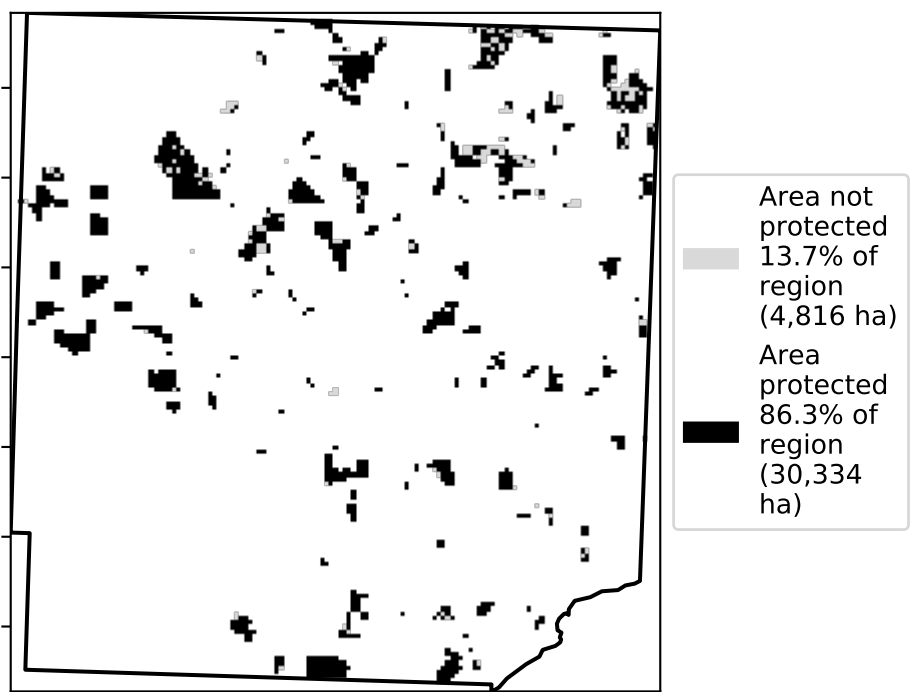 Area not
protected
13.7% of
region
(4,816 ha)
Area
protected
86.3% of
region
(30,334
ha)